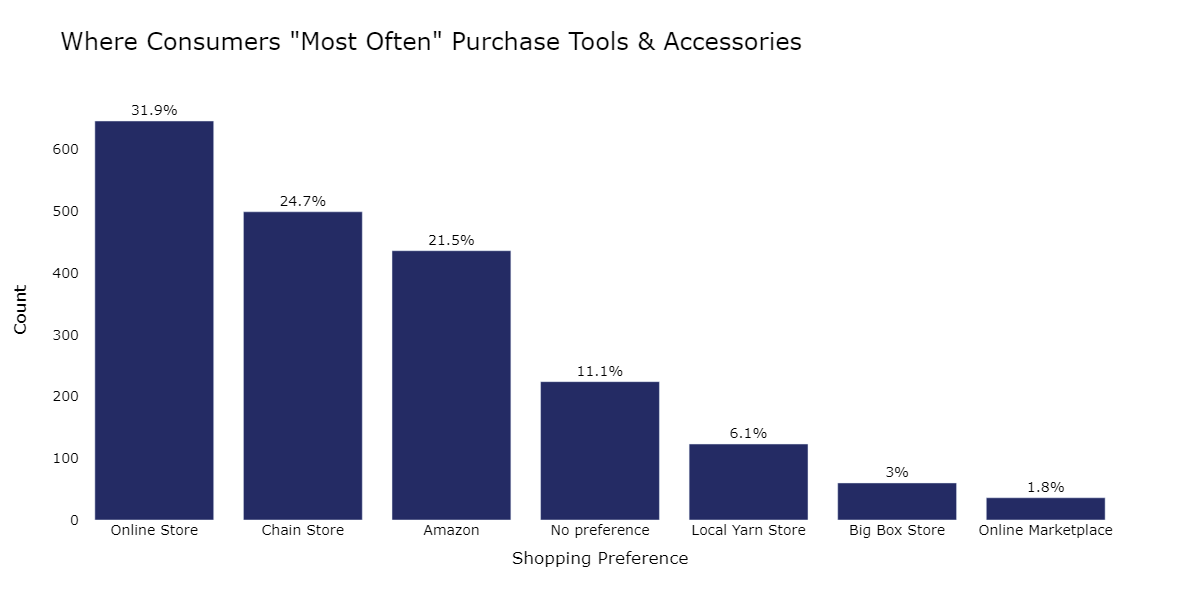 Where Consumers "Most Often" Purchase Tools & Accessories
31.9%
24.7%
21.5%
11.1%
6.1%
3%
1.8%
600
500
400
300
200
100
0
Count
Online Store
Chain Store
Amazon
No preference
Local Yarn Store
Big Box Store
Online Marketplace
Shopping Preference